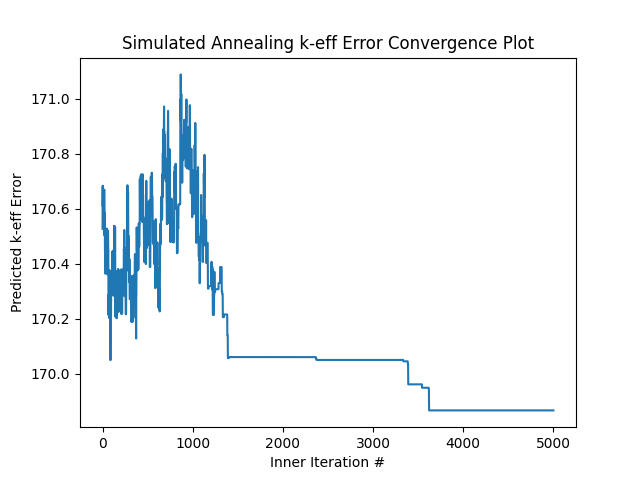 Simulated Annealing k-eff Error Convergence Plot
171.0
170.8
170.6
170.4
170.2
170.0
Predicted k-eff Error
0 1000 2000 3000 4000 5000
Inner Iteration #